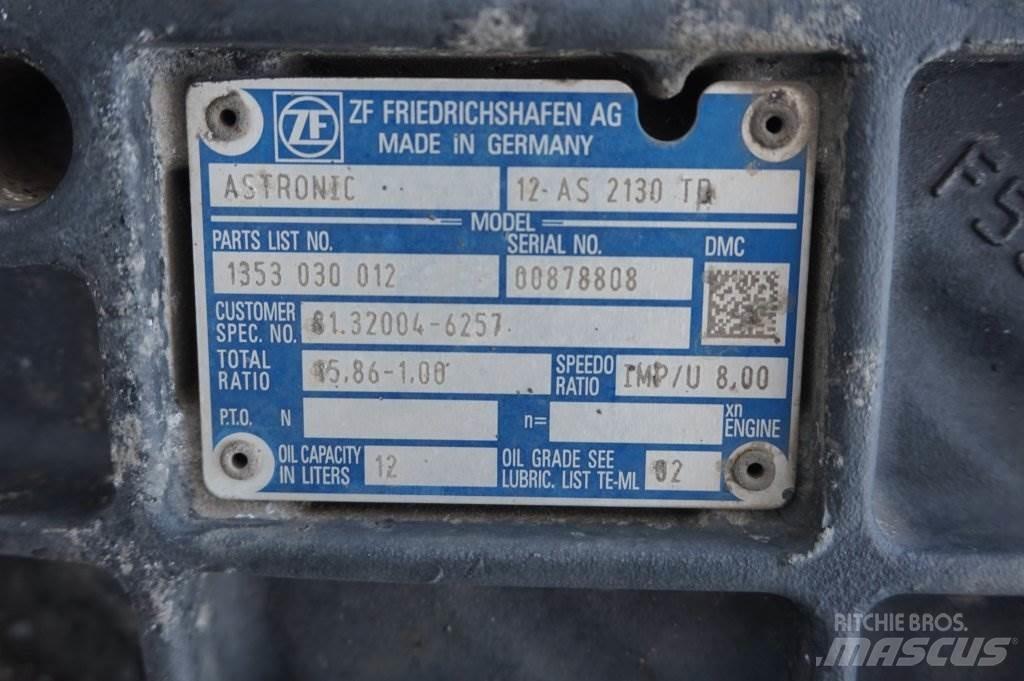 ZF ZF FRIEDRICHSHAFEN AG
MADE iN GERMANY
ASTRONIC 12-AS 2130 TD
MODEL
PARTS LIST NO. SERIAL NO. DMC
1353 030 012 00878808
CUSTOMER
SPEC. NO. 81.32004-6257
TOTAL
RATIO 15.86-1.00 SPEEDO
RATIO IMP/U 8.00
P.T.O. N n= xn
ENGINE
OIL CAPACITY
IN LITERS 12 OIL GRADE SEE
LUBRIC. LIST TE-ML 02
RITCHIE BROS.
MASCUS